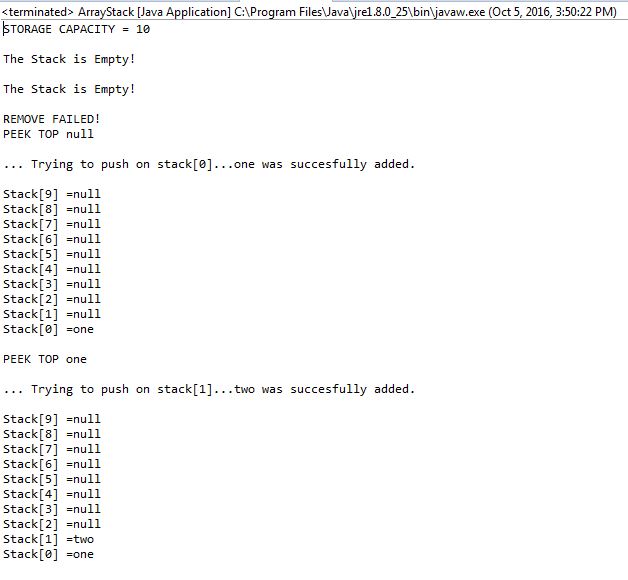 <terminated> ArrayStack [Java Application] C:\Program Files\Java\jre1.8.0_25\bin\javaw.exe (Oct 5, 2016, 3:50:22 PM)
STORAGE CAPACITY = 10
The Stack is Empty!
The Stack is Empty!
REMOVE FAILED!
PEEK TOP null
... Trying to push on stack[0]...one was succesfully added.
Stack[9] =null
Stack[8] =null
Stack[7] =null
Stack[6] =null
Stack[5] =null
Stack[4] =null
Stack[3] =null
Stack[2] =null
Stack[1] =null
Stack[0] =one
PEEK TOP one
... Trying to push on stack[1]...two was succesfully added.
Stack[9] =null
Stack[8] =null
Stack[7] =null
Stack[6] =null
Stack[5] =null
Stack[4] =null
Stack[3] =null
Stack[2] =null
Stack[1] =two
Stack[0] =one